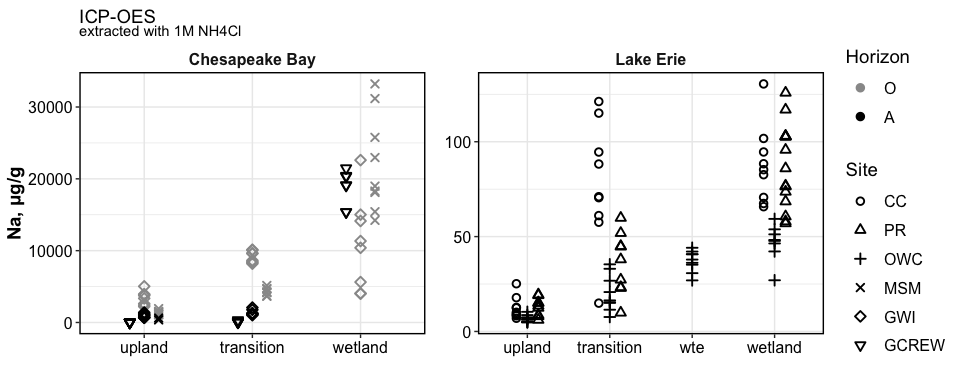 ICP-OES
extracted with 1M NH4Cl
Chesapeake Bay
Lake Erie
Na, µg/g
30000
20000
10000
0
upland
transition
wetland
100
50
0
upland
transition
wte
wetland
Horizon
O
A
Site
CC
PR
OWC
MSM
GWI
GCREW